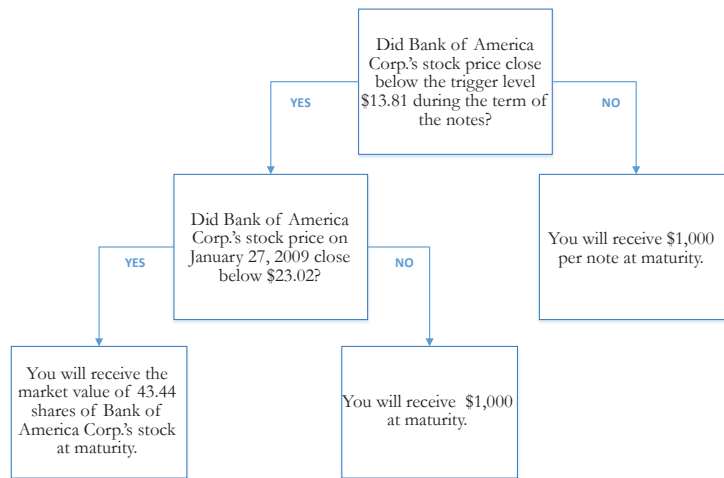 Did Bank of America
Corp.'s stock price close
below the trigger level
$13.81 during the term of
the notes?
YES
NO
Did Bank of America
Corp.'s stock price on
January 27, 2009 close
below $23.02?
You will receive $1,000
per note at maturity.
YES
NO
You will receive the
market value of 43.44
shares of Bank of
America Corp.'s stock
at maturity.
You will receive $1,000
at maturity.